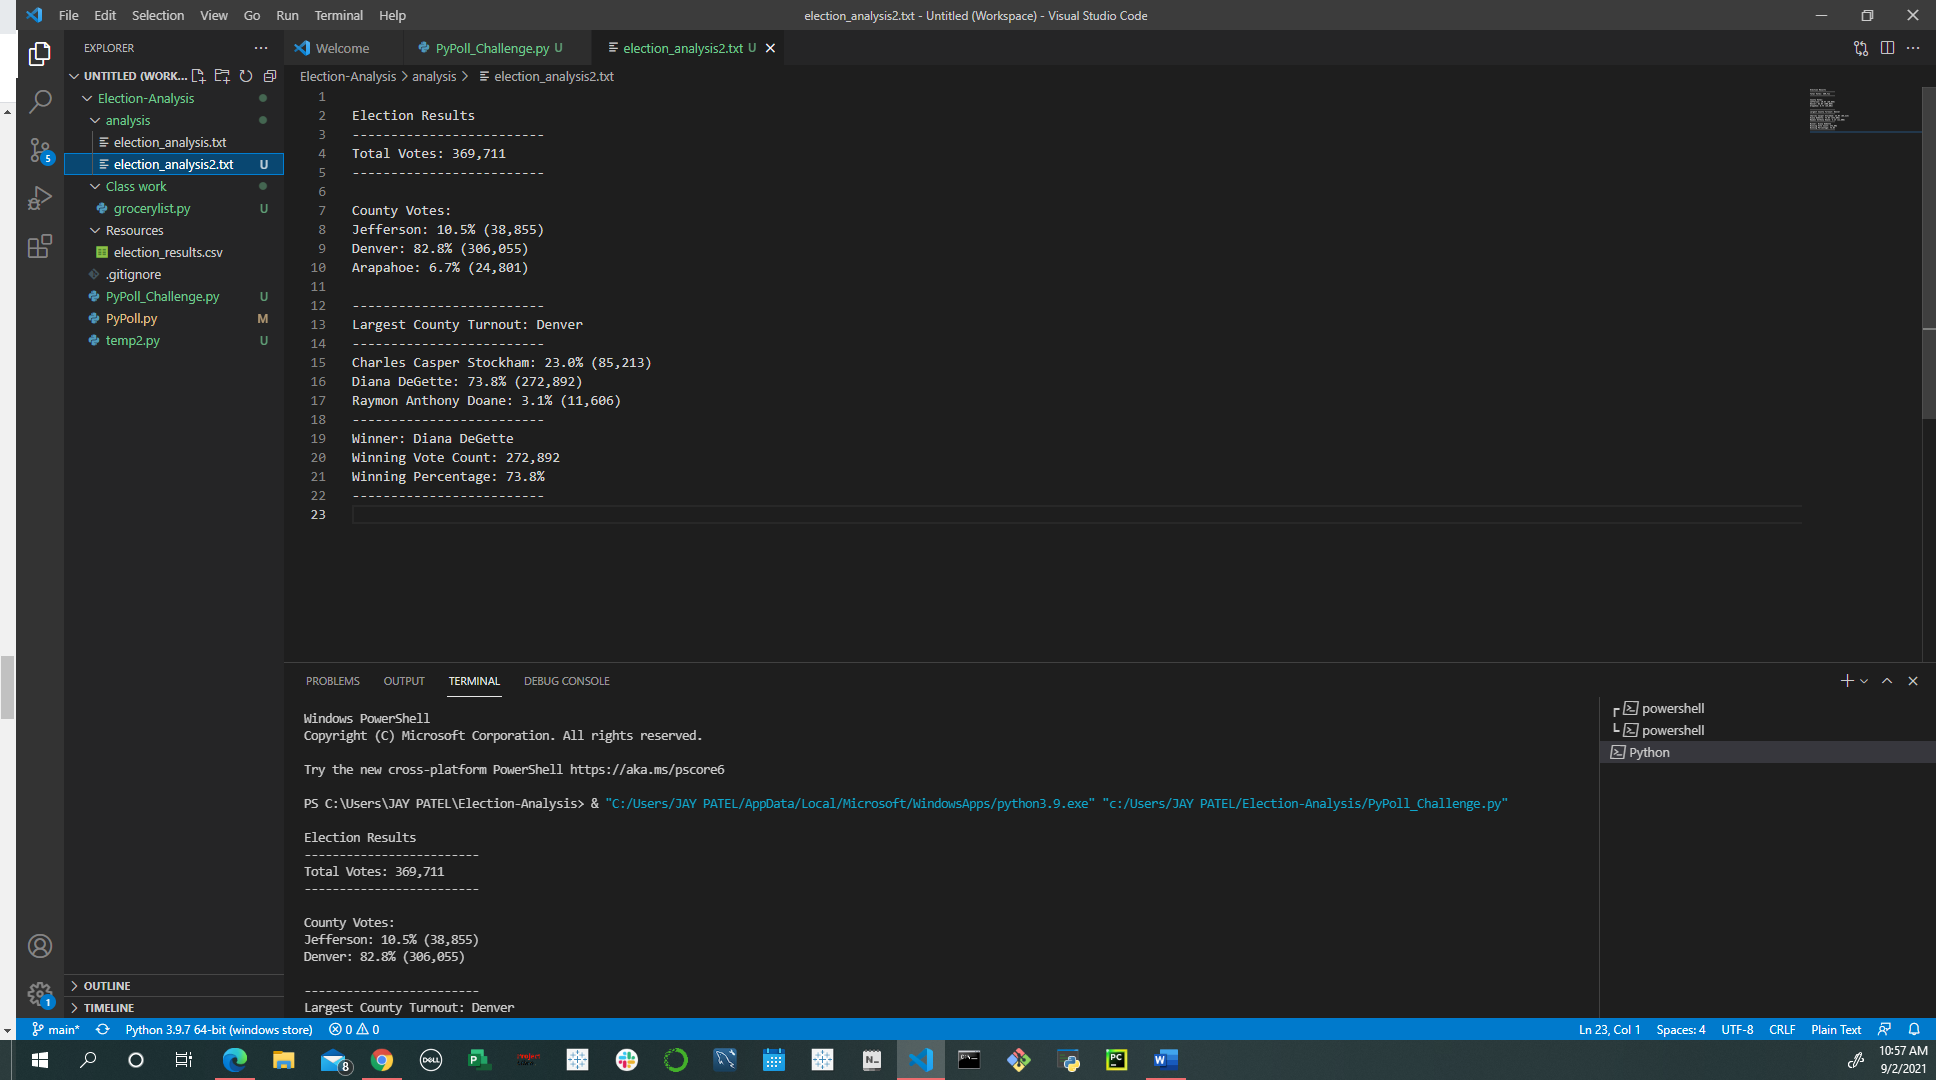 File Edit Selection View Go Run Terminal Help
election_analysis2.txt - Untitled (Workspace) - Visual Studio Code
EXPLORER
Welcome
PyPoll_Challenge.py U
election_analysis2.txt U
Election-Analysis > analysis > election_analysis2.txt
UNTITLED (WORK...
Election-Analysis
analysis
election_analysis.txt
election_analysis2.txt U
Class work
grocerylist.py U
Resources
election_results.csv
.gitignore
PyPoll_Challenge.py U
PyPoll.py M
temp2.py U
OUTLINE
TIMELINE
5
1
1
2 Election Results
3 -------------------------
4 Total Votes: 369,711
5 -------------------------
6
7 County Votes:
8 Jefferson: 10.5% (38,855)
9 Denver: 82.8% (306,055)
10 Arapahoe: 6.7% (24,801)
11
12 -------------------------
13 Largest County Turnout: Denver
14 -------------------------
15 Charles Casper Stockham: 23.0% (85,213)
16 Diana DeGette: 73.8% (272,892)
17 Raymon Anthony Doane: 3.1% (11,606)
18 -------------------------
19 Winner: Diana DeGette
20 Winning Vote Count: 272,892
21 Winning Percentage: 73.8%
22 -------------------------
23
PROBLEMS OUTPUT TERMINAL DEBUG CONSOLE
Windows PowerShell
Copyright (C) Microsoft Corporation. All rights reserved.
Try the new cross-platform PowerShell https://aka.ms/pscore6
PS C:\Users\JAY PATEL\Election-Analysis> & "C:/Users/JAY PATEL/AppData/Local/Microsoft/WindowsApps/python3.9.exe" "c:/Users/JAY PATEL/Election-Analysis/PyPoll_Challenge.py"
Election Results
-------------------------
Total Votes: 369,711
-------------------------
County Votes:
Jefferson: 10.5% (38,855)
Denver: 82.8% (306,055)
-------------------------
Largest County Turnout: Denver
powershell
powershell
Python
main* Python 3.9.7 64-bit (windows store) 0 0
Ln 23, Col 1 Spaces: 4 UTF-8 CRLF Plain Text
8
DELL
P
N
PC
W
10:57 AM
9/2/2021